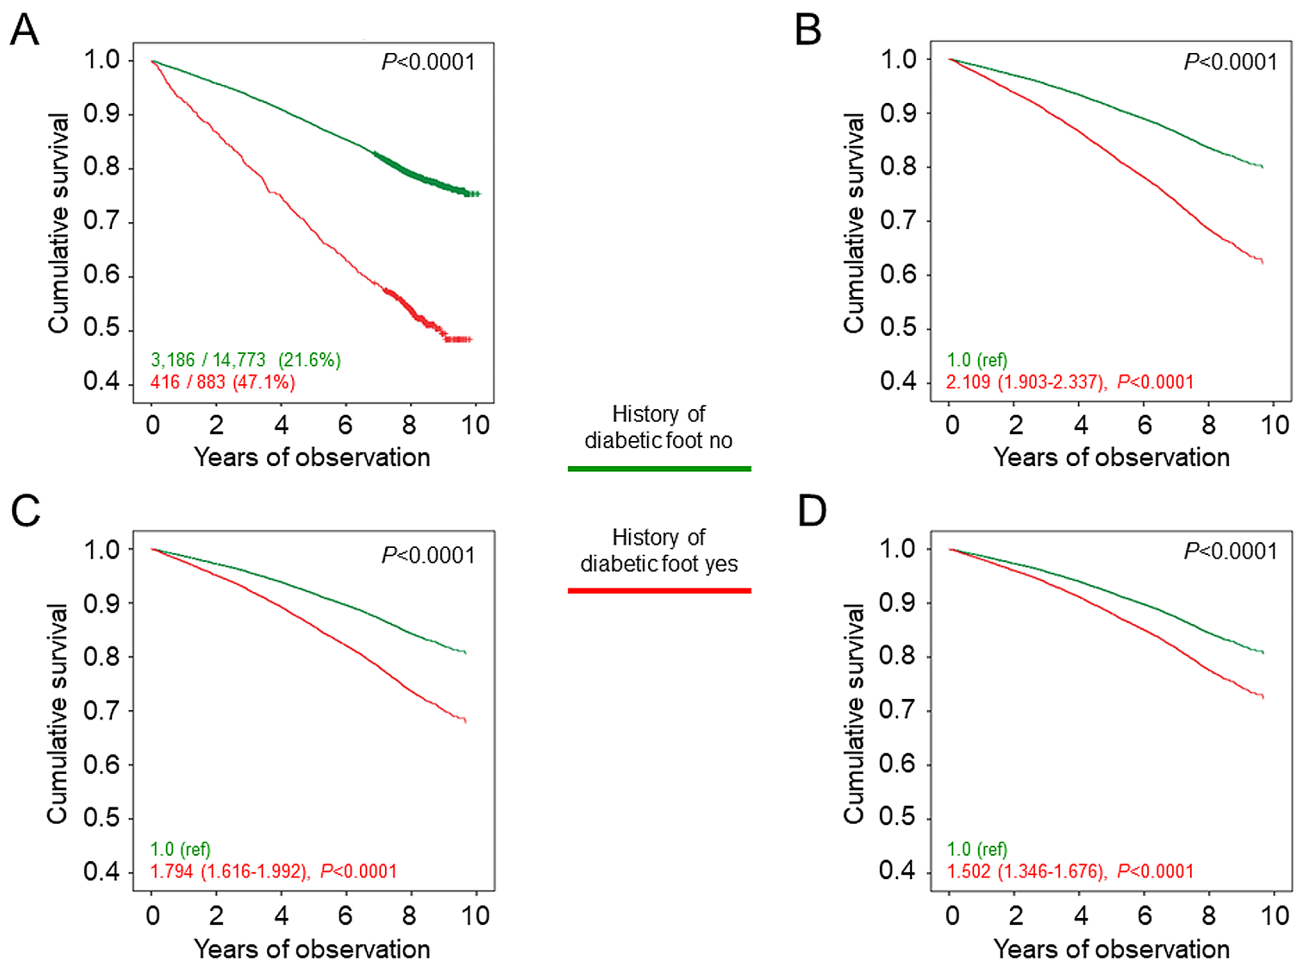 A
P<0.0001
1.0
0.9
0.8
0.7
0.6
0.5
0.4
Cumulative survival
3,186 / 14,773 (21.6%)
416 / 883 (47.1%)
0 2 4 6 8 10
Years of observation
B
P<0.0001
1.0
0.9
0.8
0.7
0.6
0.5
0.4
Cumulative survival
1.0 (ref)
2.109 (1.903-2.337), P<0.0001
0 2 4 6 8 10
Years of observation
History of
diabetic foot no
History of
diabetic foot yes
C
P<0.0001
1.0
0.9
0.8
0.7
0.6
0.5
0.4
Cumulative survival
1.0 (ref)
1.794 (1.616-1.992), P<0.0001
0 2 4 6 8 10
Years of observation
D
P<0.0001
1.0
0.9
0.8
0.7
0.6
0.5
0.4
Cumulative survival
1.0 (ref)
1.502 (1.346-1.676), P<0.0001
0 2 4 6 8 10
Years of observation